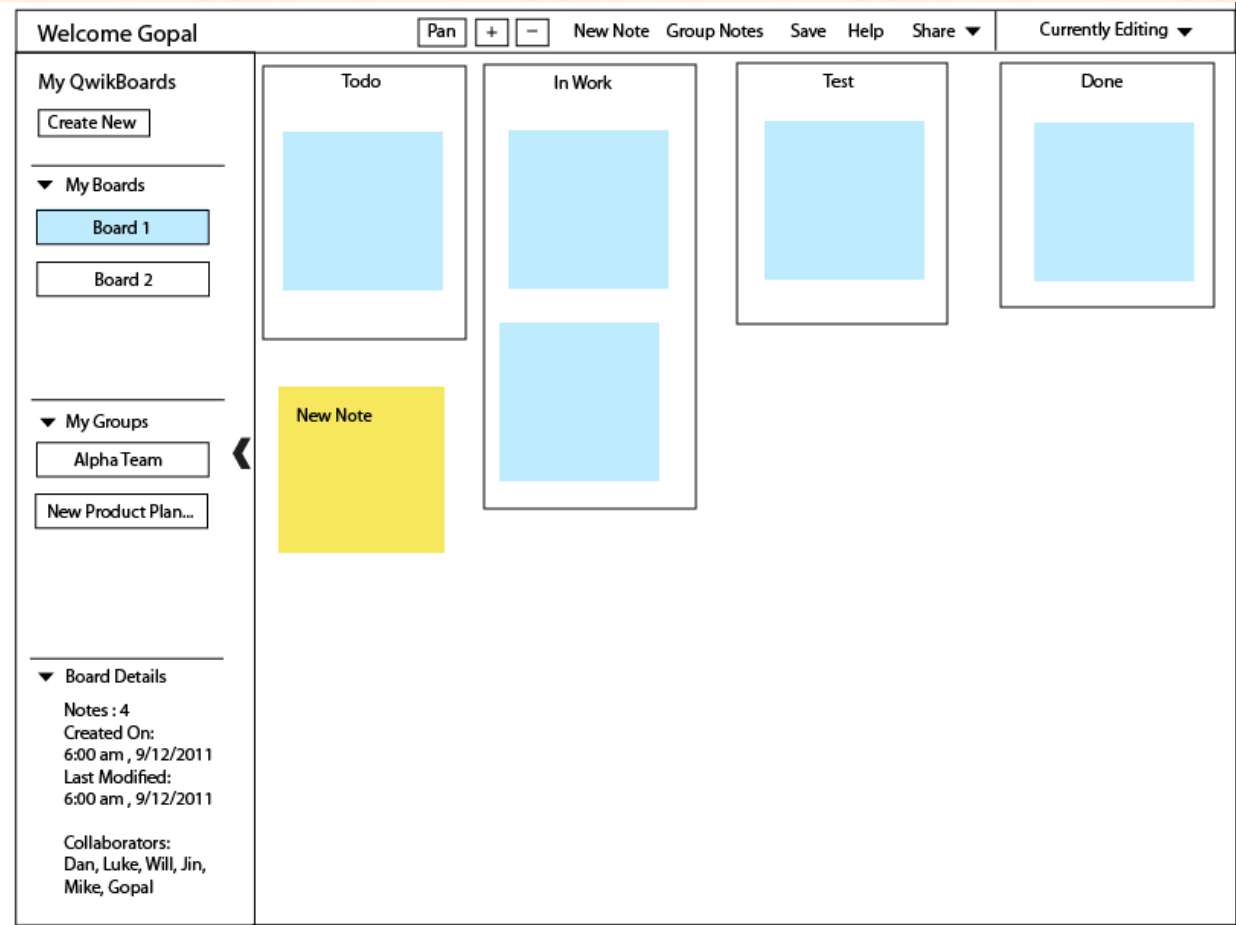 Welcome Gopal
Pan + − New Note Group Notes Save Help Share Currently Editing
My QwikBoards
Create New
My Boards
Board 1
Board 2
My Groups
Alpha Team
New Product Plan...
Board Details
Notes : 4
Created On:
6:00 am , 9/12/2011
Last Modified:
6:00 am , 9/12/2011
Collaborators:
Dan, Luke, Will, Jin,
Mike, Gopal
Todo
In Work
Test
Done
New Note